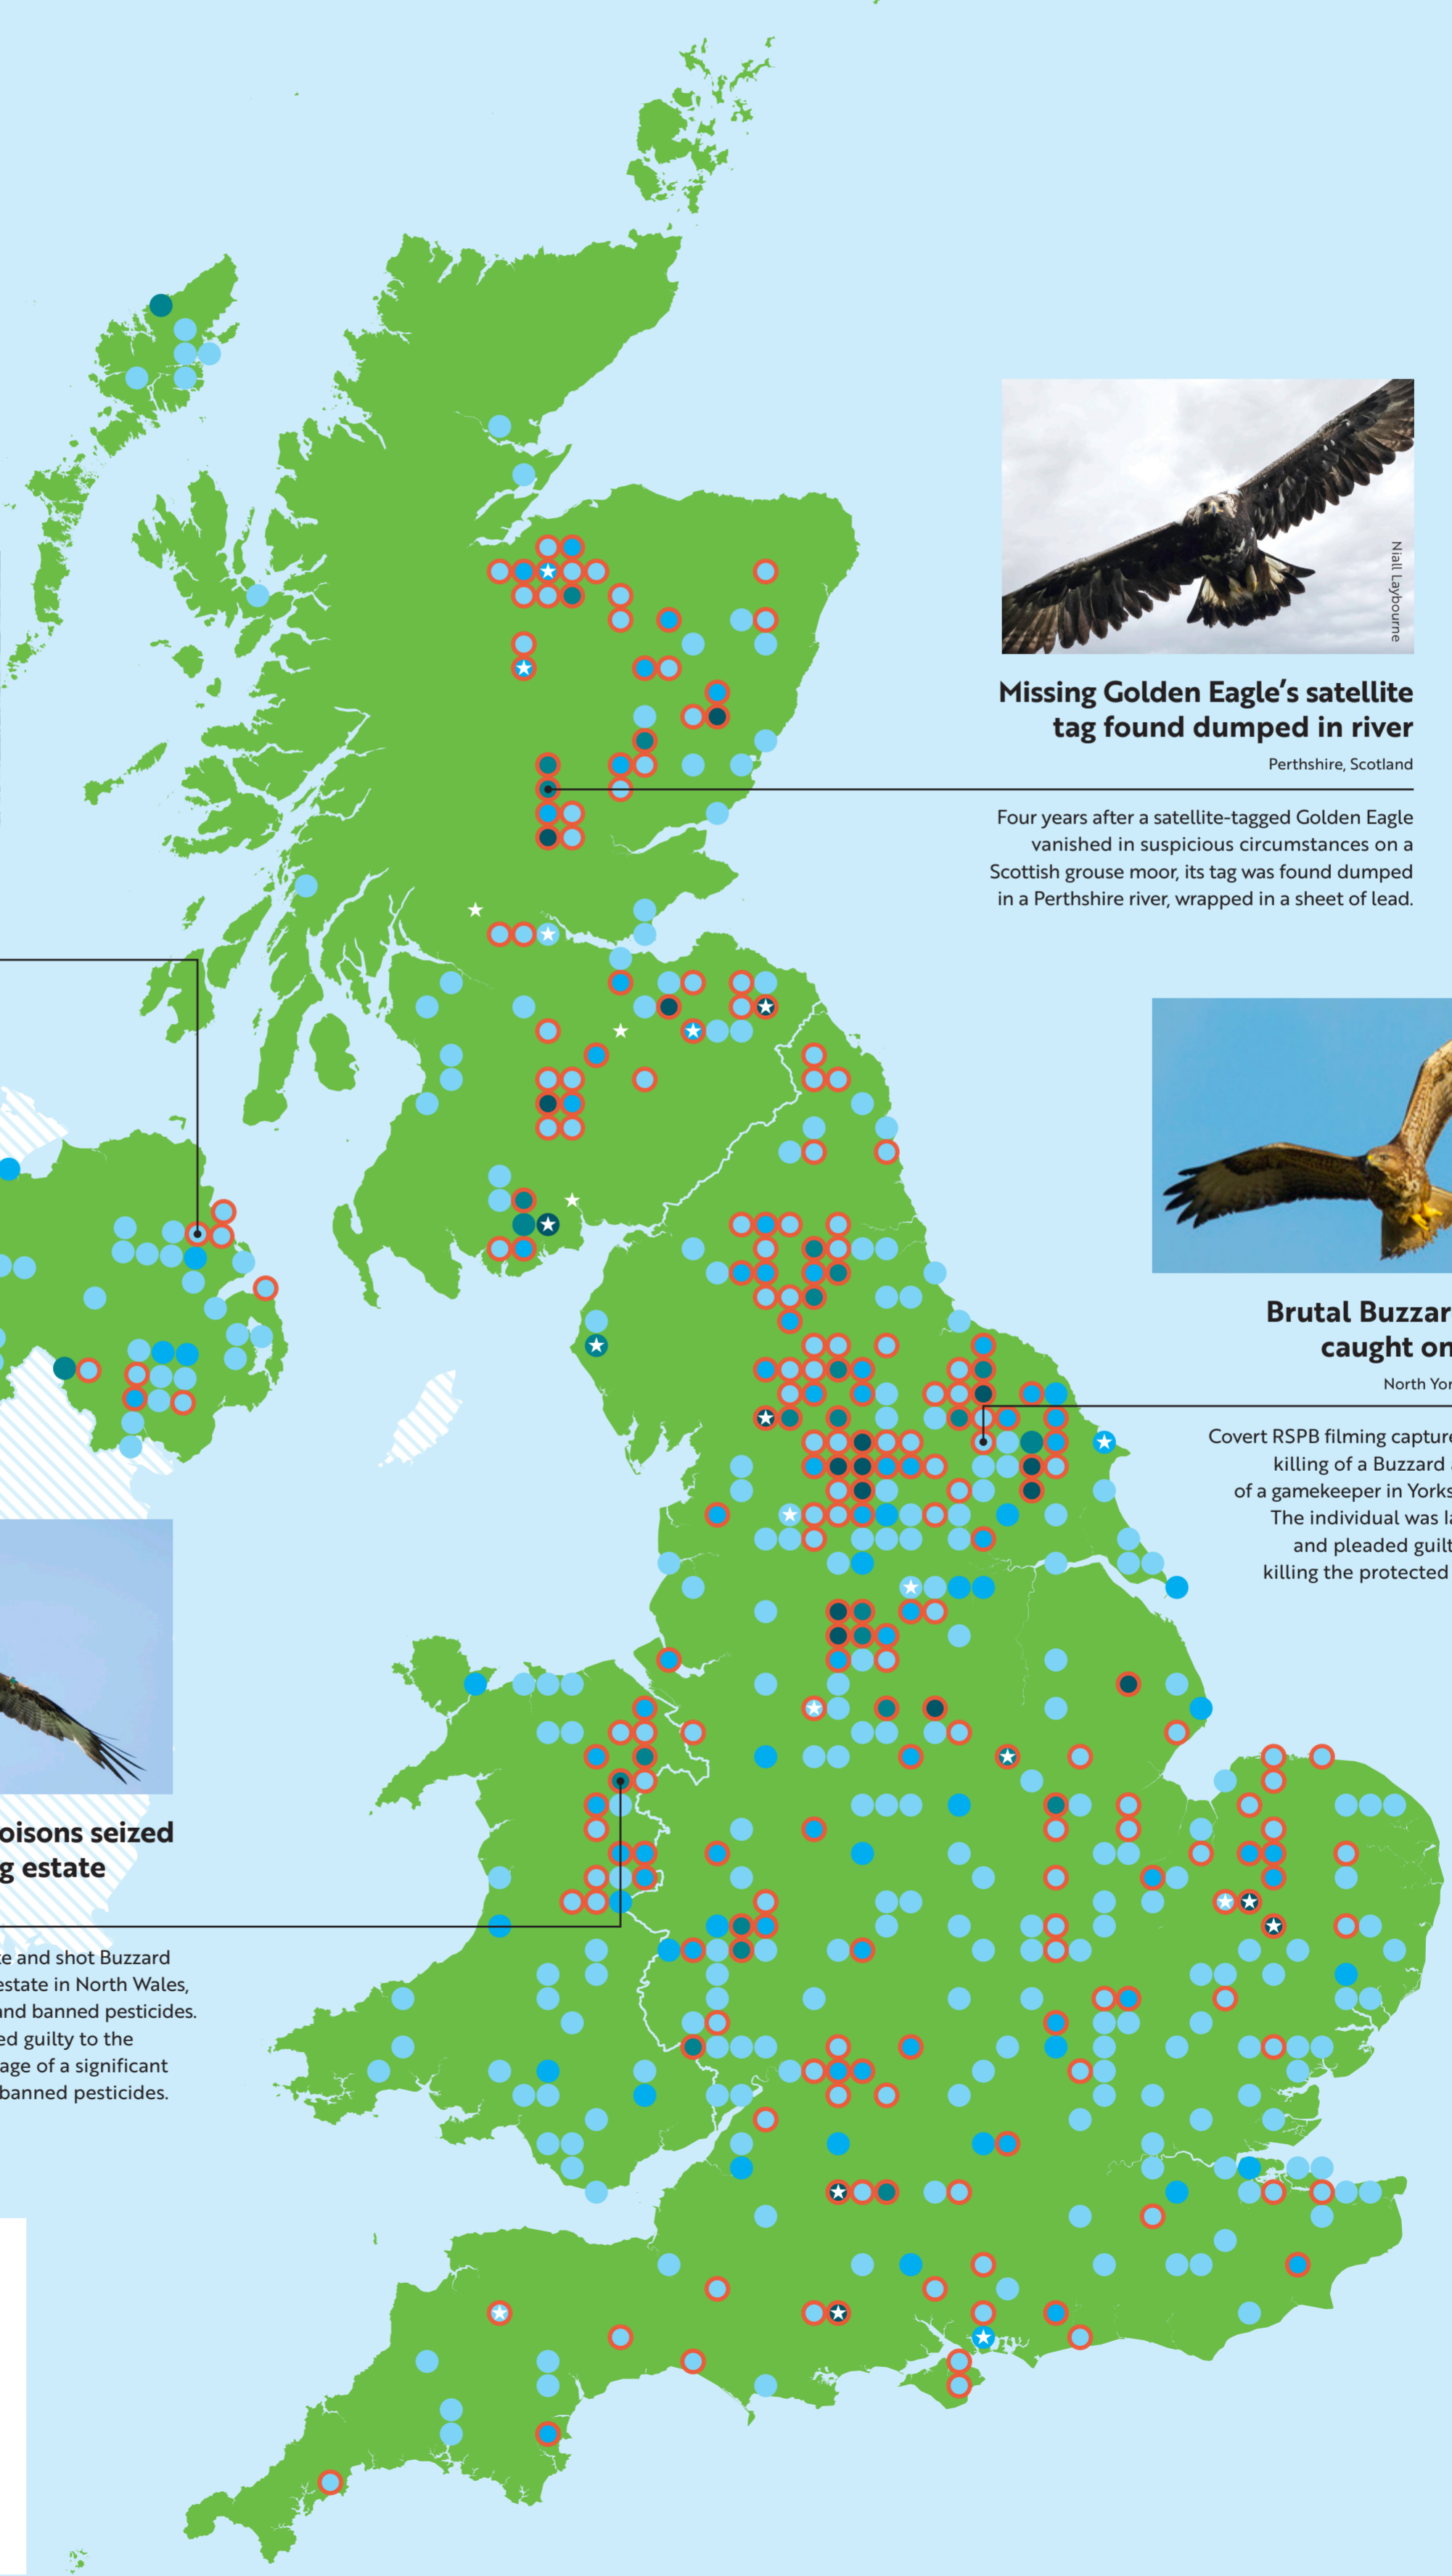 Niall Laybourne
Missing Golden Eagle's satellite
tag found dumped in river
Perthshire, Scotland
Four years after a satellite-tagged Golden Eagle
vanished in suspicious circumstances on a
Scottish grouse moor, its tag was found dumped
in a Perthshire river, wrapped in a sheet of lead.
Brutal Buzzar
caught on
North Yor
Covert RSPB filming capture
killing of a Buzzard
of a gamekeeper in Yorks
The individual was la
and pleaded guilt
killing the protected
oisons seized
g estate
te and shot Buzzard
estate in North Wales,
and banned pesticides.
ed guilty to the
age of a significant
banned pesticides.